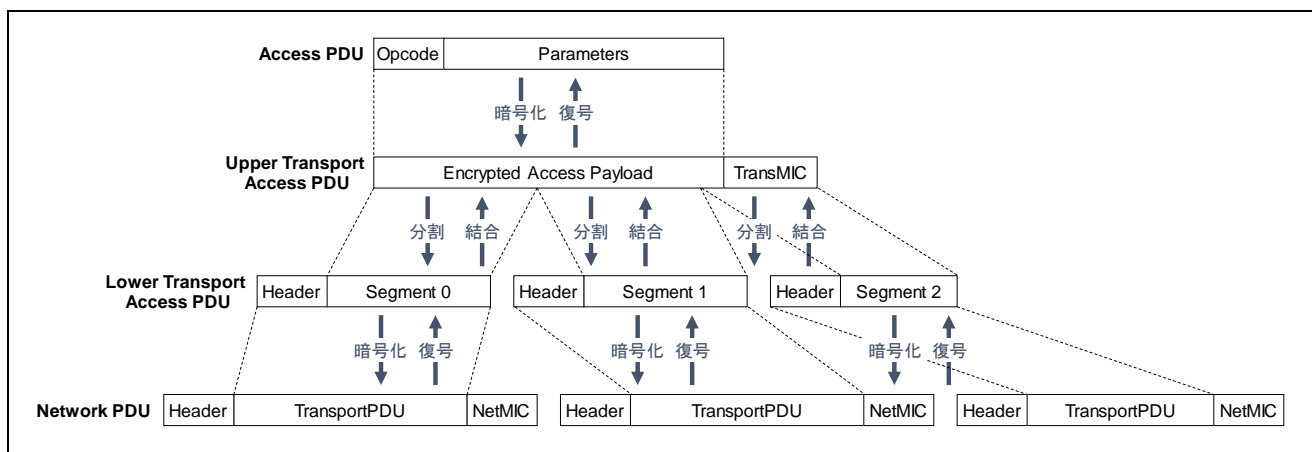 Access PDU Opcode Parameters
暗号化 復号
Upper Transport
Access PDU
Encrypted Access Payload TransMIC
分割 結合 分割 結合 分割 結合
Lower Transport
Access PDU
Header Segment 0 Header Segment 1 Header Segment 2
暗号化 復号 暗号化 復号 暗号化 復号
Network PDU Header TransportPDU NetMIC Header TransportPDU NetMIC Header TransportPDU NetMIC